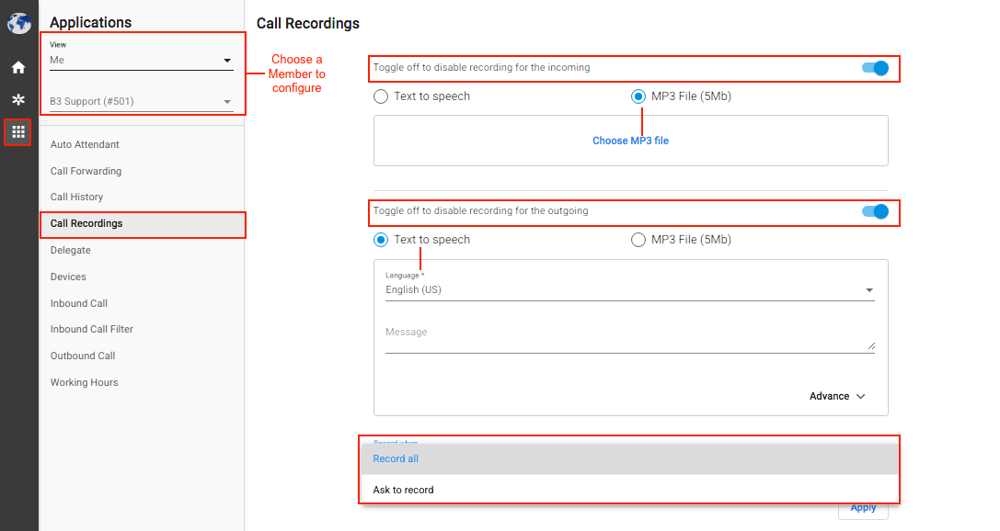 Applications
View
Me
B3 Support (#501)
Choose a
Member to
configure
Auto Attendant
Call Forwarding
Call History
Call Recordings
Delegate
Devices
Inbound Call
Inbound Call Filter
Outbound Call
Working Hours
Call Recordings
Toggle off to disable recording for the incoming
Text to speech
MP3 File (5Mb)
Choose MP3 file
Toggle off to disable recording for the outgoing
Text to speech
MP3 File (5Mb)
Language *
English (US)
Message
Advance
Record when
Record all
Ask to record
Apply